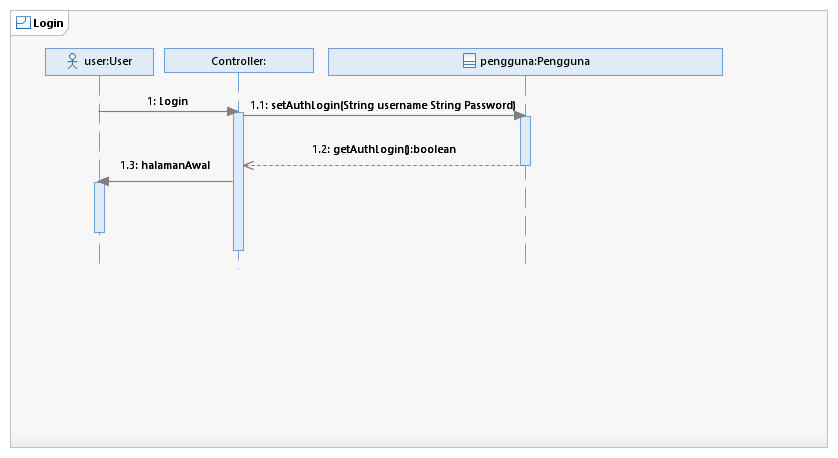 Login
user:User
Controller:
pengguna:Pengguna
1: Login
1.1: setAuthLogin(String username String Password)
1.2: getAuthLogin():boolean
1.3: halamanAwal